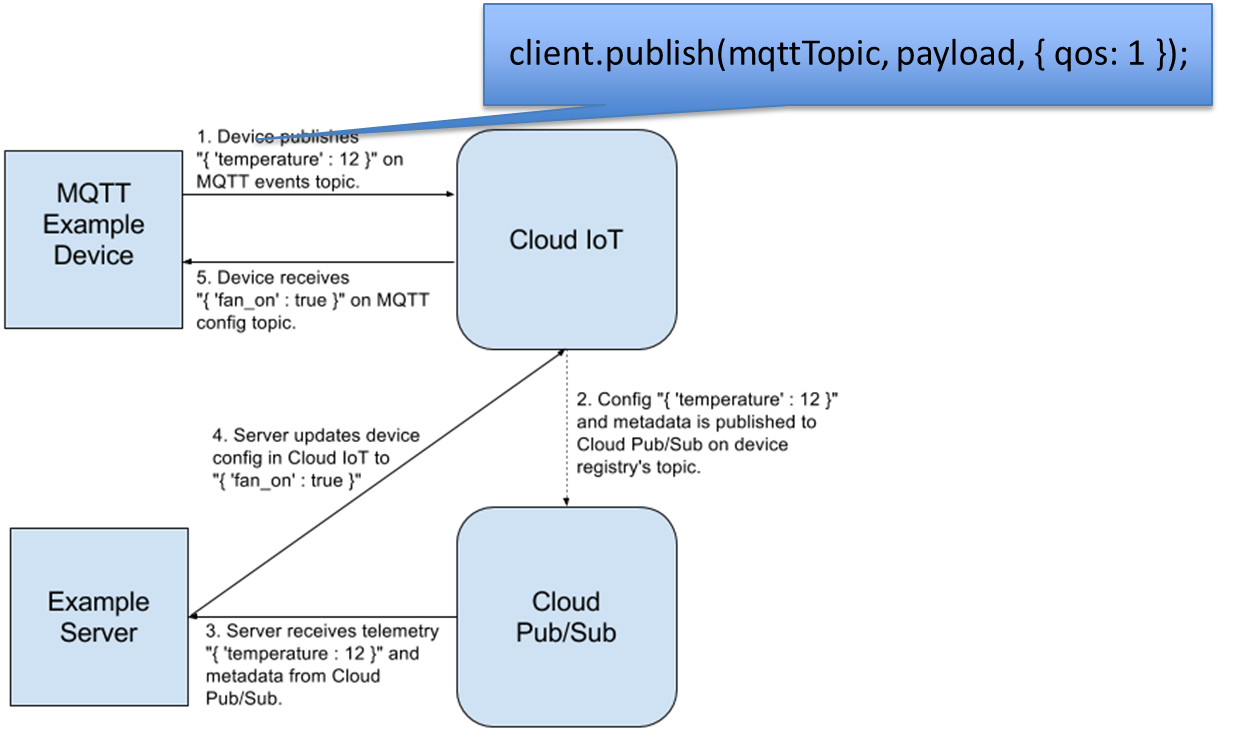 client.publish(mqttTopic, payload, { qos: 1 });
1. Device publishes
"{ 'temperature' : 12 }" on
MQTT events topic.
MQTT
Example
Device
Cloud IoT
5. Device receives
"{ 'fan_on' : true }" on MQTT
config topic.
2. Config "{ 'temperature' : 12 }"
and metadata is published to
Cloud Pub/Sub on device
registry's topic.
4. Server updates device
config in Cloud IoT to
"{ 'fan_on' : true }"
Example
Server
Cloud
Pub/Sub
3. Server receives telemetry
"{ 'temperature : 12 }" and
metadata from Cloud
Pub/Sub.